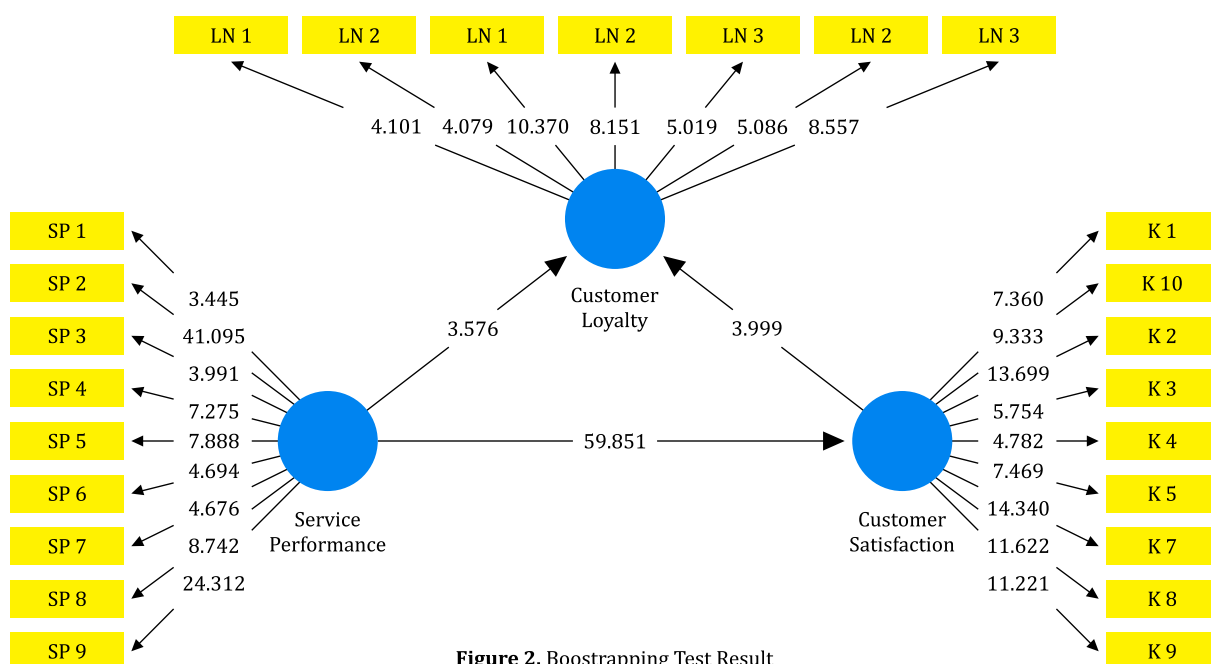 LN 1 LN 2 LN 1 LN 2 LN 3 LN 2 LN 3
4.101 4.079 10.370 8.151 5.019 5.086 8.557
SP 1
SP 2
SP 3
SP 4
SP 5
SP 6
SP 7
SP 8
SP 9
3.445
41.095
3.991
7.275
7.888
4.694
4.676
8.742
24.312
Service
Performance
3.576
Customer
Loyalty
3.999
59.851
Customer
Satisfaction
7.360
9.333
13.699
5.754
4.782
7.469
14.340
11.622
11.221
K 1
K 10
K 2
K 3
K 4
K 5
K 7
K 8
K 9
Figure 2. Boostrapping Test Result